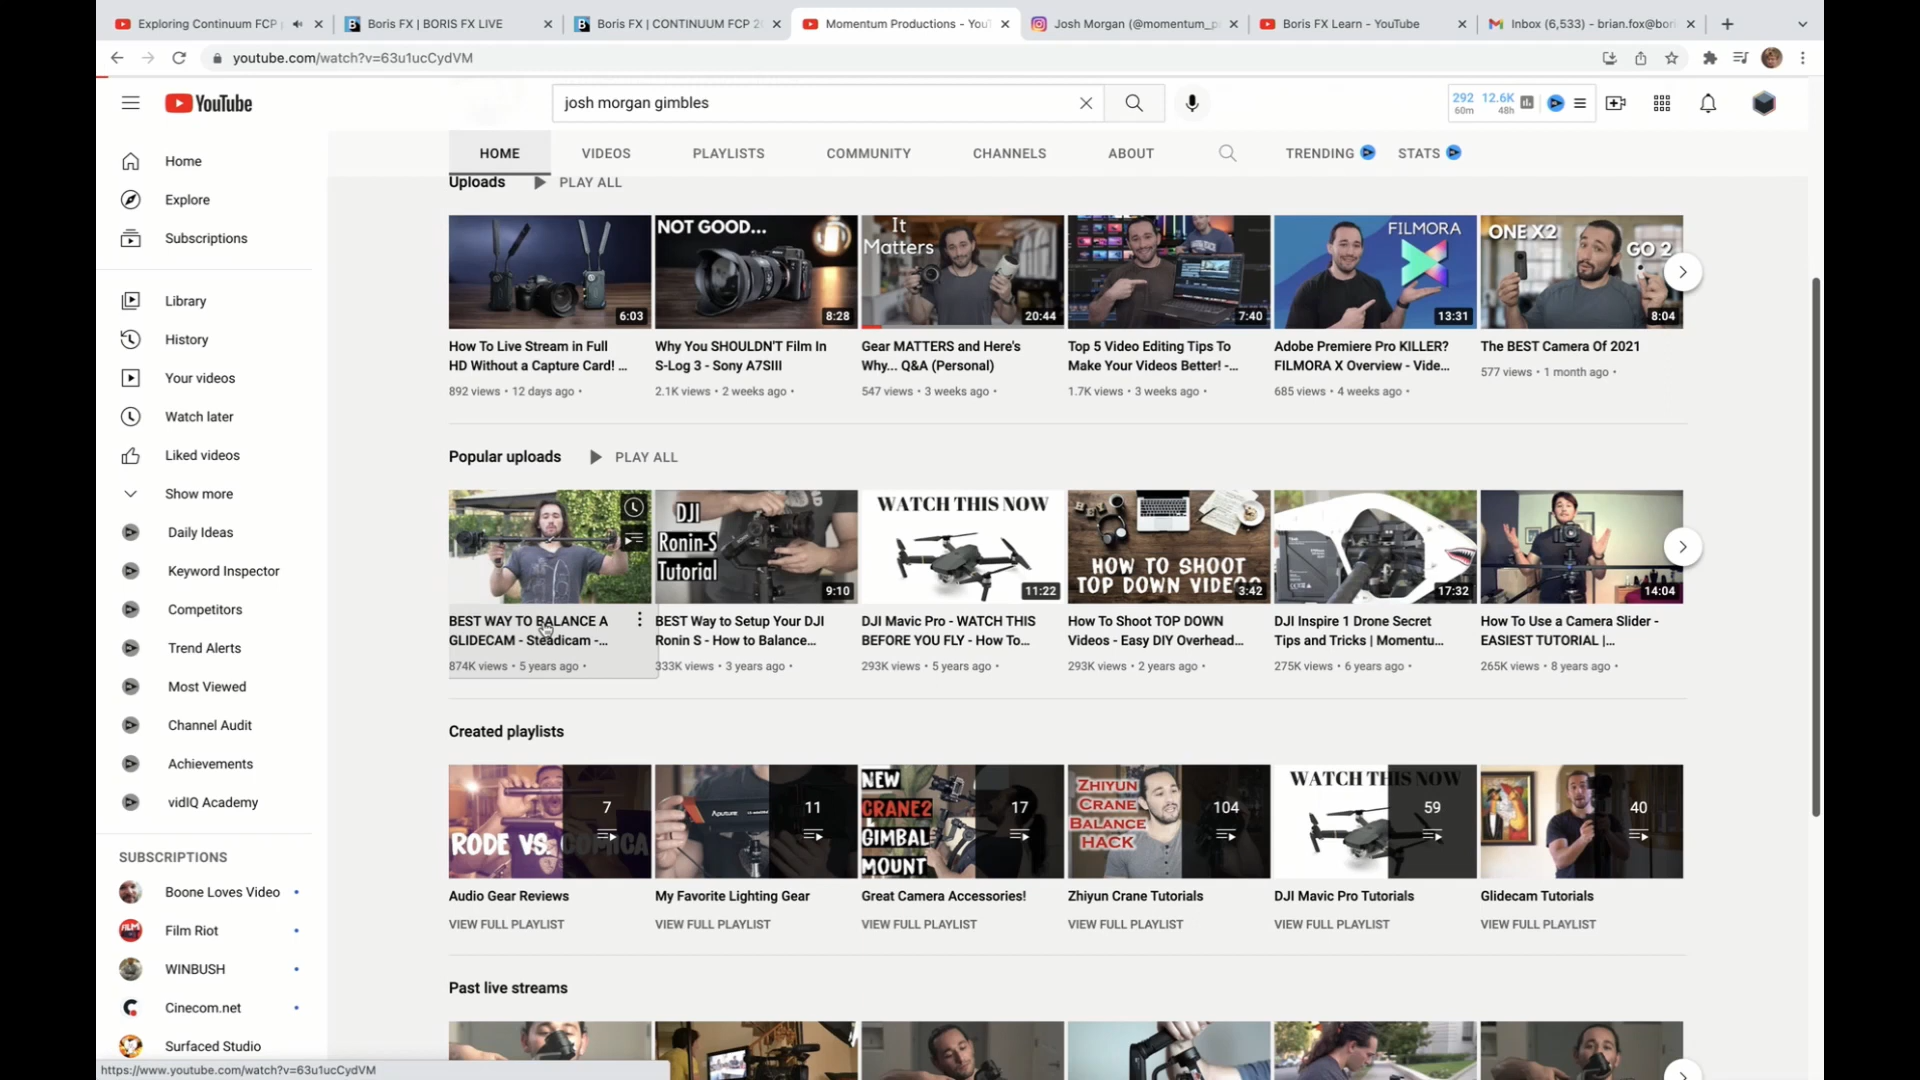 Exploring Continuum FCP
Boris FX | BORIS FX LIVE
Boris FX | CONTINUUM FCP 2
Momentum Productions - You
Josh Morgan (@momentum_p
Boris FX Learn - YouTube
Inbox (6,533) - brian.fox@bor
youtube.com/watch?v=63u1ucCydVM
YouTube
josh morgan gimbles
292 12.6K
60m 48h
HOME VIDEOS PLAYLISTS COMMUNITY CHANNELS ABOUT TRENDING STATS
Home
Explore
Subscriptions
Library
History
Your videos
Watch later
Liked videos
Show more
Daily Ideas
Keyword Inspector
Competitors
Trend Alerts
Most Viewed
Channel Audit
Achievements
vidIQ Academy
SUBSCRIPTIONS
Boone Loves Video
Film Riot
WINBUSH
Cinecom.net
Surfaced Studio
Uploads PLAY ALL
6:03
How To Live Stream in Full
HD Without a Capture Card! ...
892 views • 12 days ago •
NOT GOOD...
8:28
Why You SHOULDN'T Film In
S-Log 3 - Sony A7SIII
2.1K views • 2 weeks ago •
It
Matters
20:44
Gear MATTERS and Here's
Why... Q&A (Personal)
547 views • 3 weeks ago •
7:40
Top 5 Video Editing Tips To
Make Your Videos Better! -...
1.7K views • 3 weeks ago •
FILMORA
13:31
Adobe Premiere Pro KILLER?
FILMORA X Overview - Vide...
685 views • 4 weeks ago •
ONE X2
GO 2
8:04
The BEST Camera Of 2021
577 views • 1 month ago •
Popular uploads PLAY ALL
BEST WAY TO BALANCE A
GLIDECAM - Steadicam -...
874K views • 5 years ago •
DJI
Ronin-S
Tutorial
9:10
BEST Way to Setup Your DJI
Ronin S - How to Balance...
333K views • 3 years ago •
WATCH THIS NOW
11:22
DJI Mavic Pro - WATCH THIS
BEFORE YOU FLY - How To...
293K views • 5 years ago •
HOW TO SHOOT
TOP DOWN VIDEOS
3:42
How To Shoot TOP DOWN
Videos - Easy DIY Overhead...
293K views • 2 years ago •
17:32
DJI Inspire 1 Drone Secret
Tips and Tricks | Momentu...
275K views • 6 years ago •
14:04
How To Use a Camera Slider -
EASIEST TUTORIAL |...
265K views • 8 years ago •
Created playlists
RODE VS. COMICA
7
Audio Gear Reviews
VIEW FULL PLAYLIST
Aputure
11
My Favorite Lighting Gear
VIEW FULL PLAYLIST
NEW
CRANE2
GIMBAL
MOUNT
17
Great Camera Accessories!
VIEW FULL PLAYLIST
ZHIYUN
CRANE
BALANCE
HACK
104
Zhiyun Crane Tutorials
VIEW FULL PLAYLIST
WATCH THIS NOW
59
DJI Mavic Pro Tutorials
VIEW FULL PLAYLIST
40
Glidecam Tutorials
VIEW FULL PLAYLIST
Past live streams
https://www.youtube.com/watch?v=63u1ucCydVM